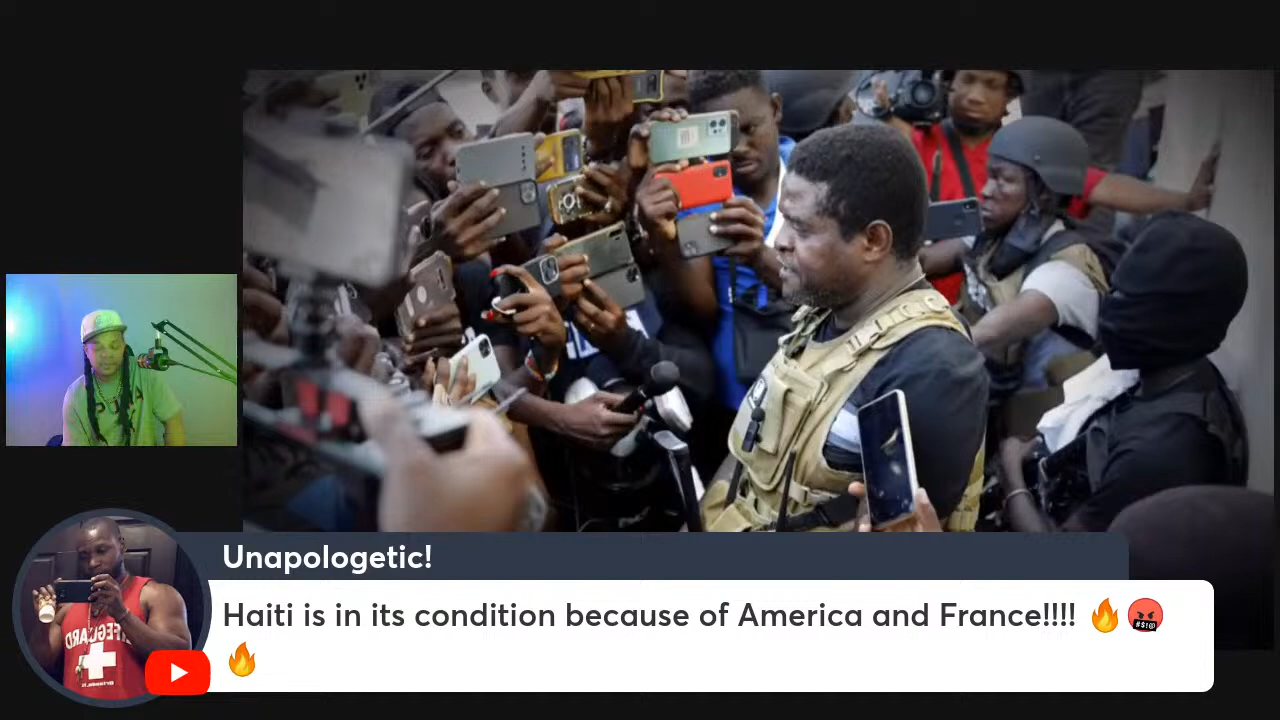 Unapologetic!
Haiti is in its condition because of America and France!!!! 🔥🤬
🔥